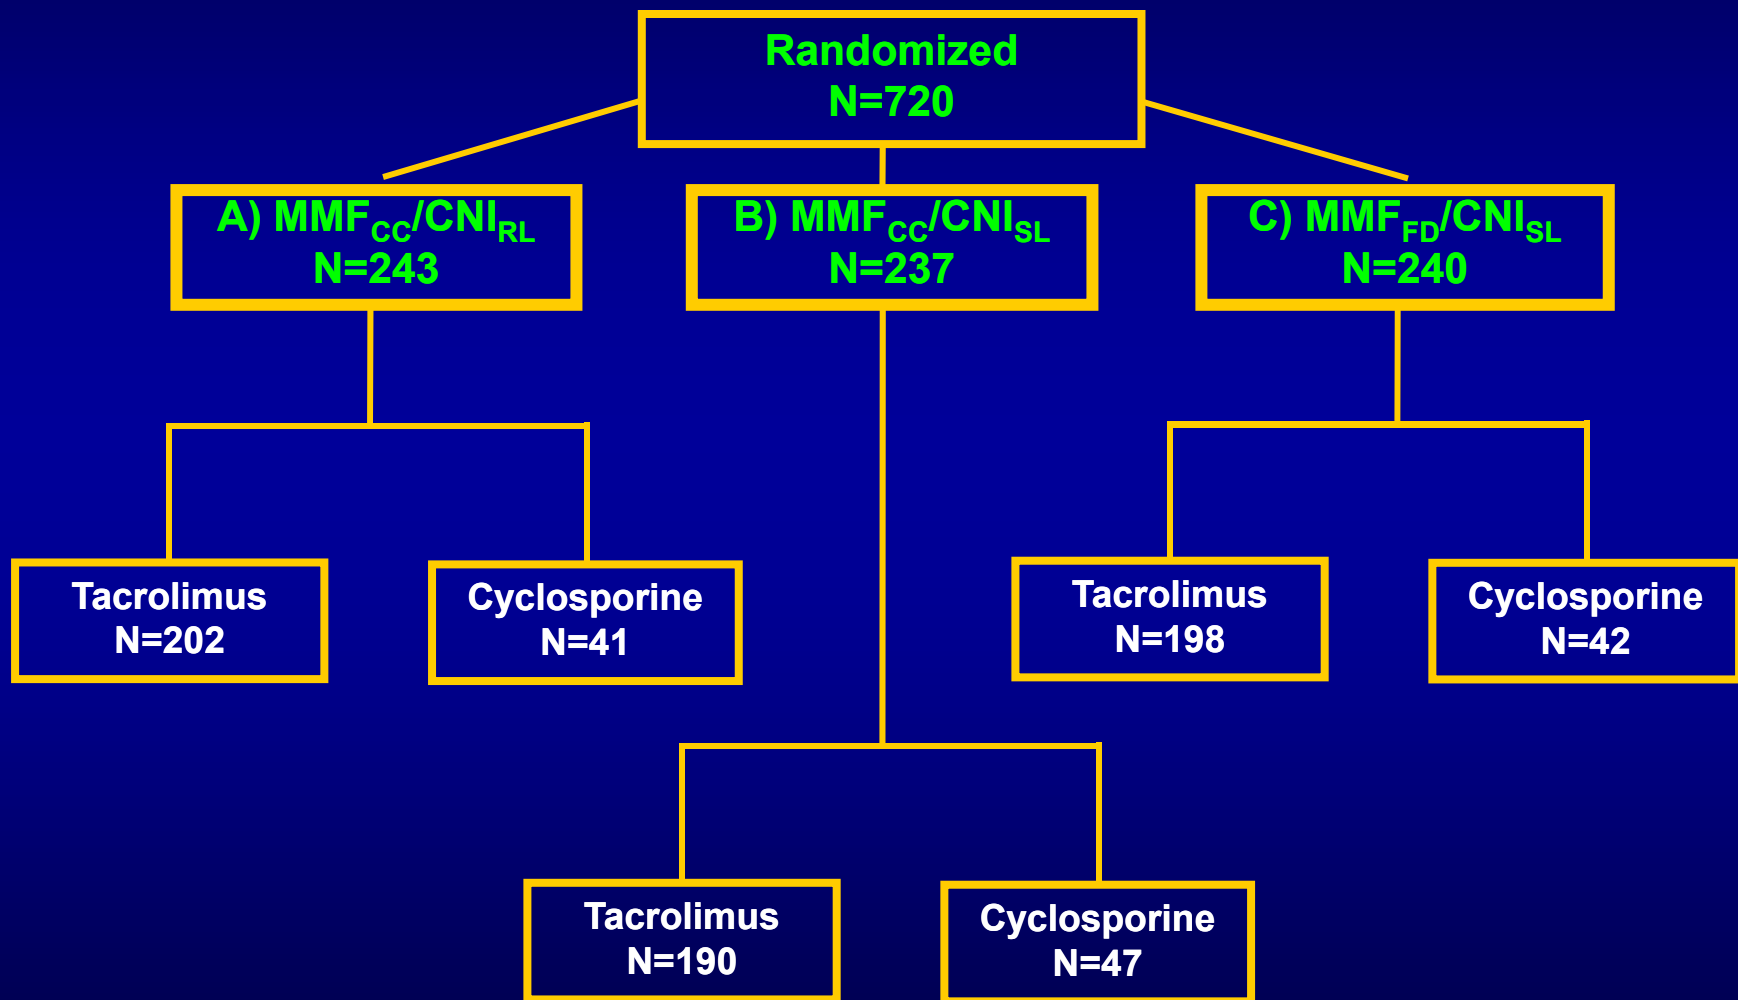 Randomized
N=720
A) MMFCC/CNIRL
N=243
B) MMFCC/CNISL
N=237
C) MMFFD/CNISL
N=240
Tacrolimus
N=202
Cyclosporine
N=41
Tacrolimus
N=198
Cyclosporine
N=42
Tacrolimus
N=190
Cyclosporine
N=47